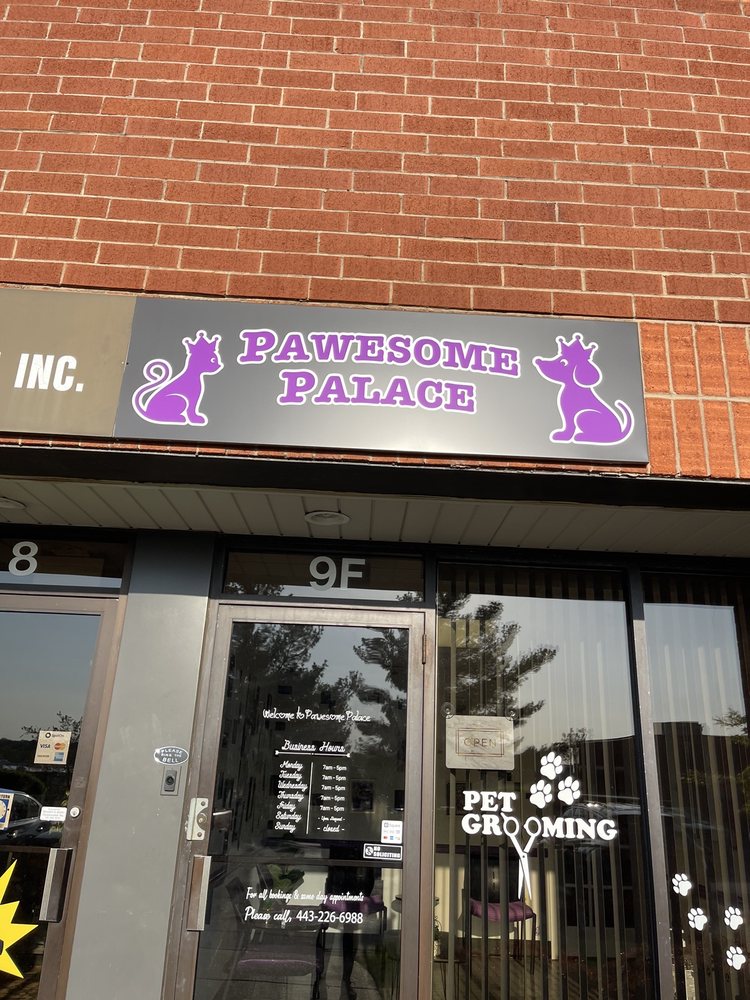 INC.
PAWESOME
PALACE
8
9F
Welcome to Pawesome Palace
Business Hours
Monday 7am - 5pm
Tuesday 7am - 5pm
Wednesday 7am - 5pm
Thursday 7am - 5pm
Friday 7am - 5pm
Saturday
Sunday - closed -
NO
SOLICITING
For all bookings & same day appointments
Please call, 443-226-6988
OPEN
PET
GROOMING
VISA
PLEASE
RING THE
BELL